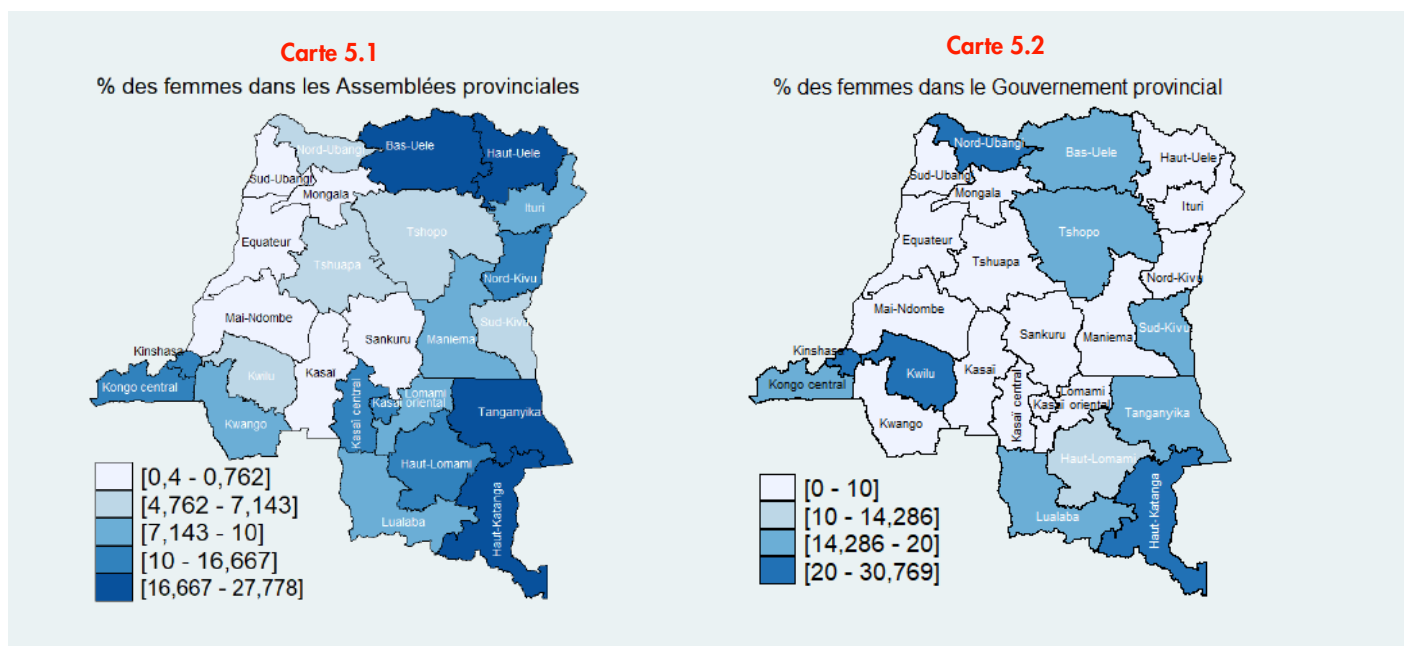 Carte 5.1
% des femmes dans les Assemblées provinciales
Nord-Ubangi
Bas-Uele
Haut-Uele
Sud-Ubangi
Mongala
Ituri
Equateur
Tshopo
Tshuapa
Nord-Kivu
Mai-Ndombe
Sankuru
Maniema
Sud-Kivu
Kinshasa
Kongo central
Kwilu
Kasaï
Kwango
Kasaï central
Kasaï oriental
Lomami
Tanganyika
Haut-Lomami
Lualaba
Haut-Katanga
[0,4 - 0,762]
[4,762 - 7,143]
[7,143 - 10]
[10 - 16,667]
[16,667 - 27,778]
Carte 5.2
% des femmes dans le Gouvernement provincial
Nord-Ubangi
Bas-Uele
Haut-Uele
Sud-Ubangi
Mongala
Ituri
Equateur
Tshopo
Tshuapa
Nord-Kivu
Mai-Ndombe
Sankuru
Maniema
Sud-Kivu
Kinshasa
Kongo central
Kwilu
Kasaï
Kwango
Kasaï central
Kasaï oriental
Lomami
Tanganyika
Haut-Lomami
Lualaba
Haut-Katanga
[0 - 10]
[10 - 14,286]
[14,286 - 20]
[20 - 30,769]